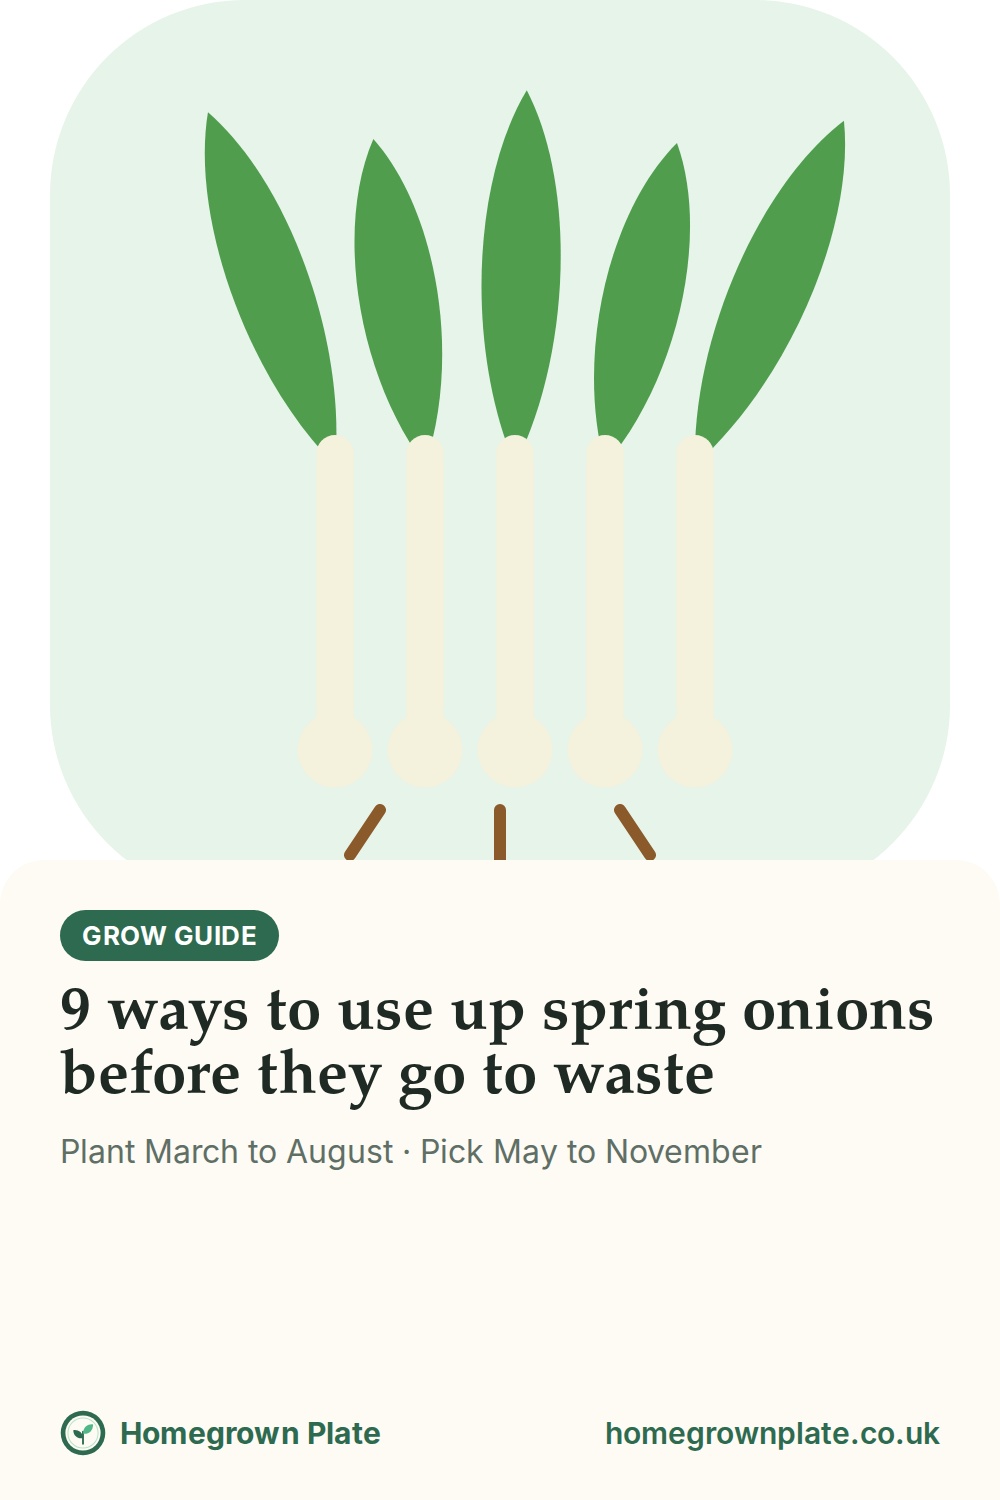 GROW GUIDE
9 ways to use up spring onions
before they go to waste
Plant March to August · Pick May to November
Homegrown Plate
homegrownplate.co.uk